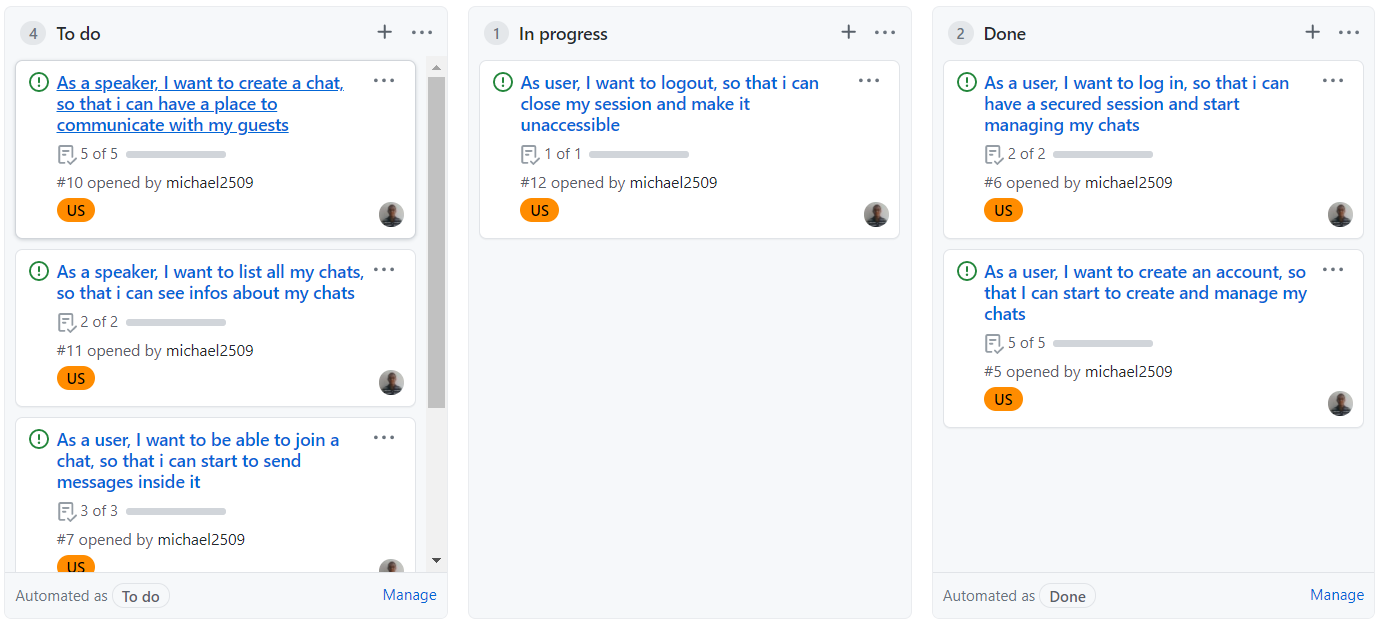 4 To do
As a speaker, I want to create a chat,
so that i can have a place to
communicate with my guests
5 of 5
#10 opened by michael2509
US
As a speaker, I want to list all my chats,
so that i can see infos about my chats
2 of 2
#11 opened by michael2509
US
As a user, I want to be able to join a
chat, so that i can start to send
messages inside it
3 of 3
#7 opened by michael2509
US
Automated as To do Manage
1 In progress
As user, I want to logout, so that i can
close my session and make it
unaccessible
1 of 1
#12 opened by michael2509
US
2 Done
As a user, I want to log in, so that i can
have a secured session and start
managing my chats
2 of 2
#6 opened by michael2509
US
As a user, I want to create an account, so
that I can start to create and manage my
chats
5 of 5
#5 opened by michael2509
US
Automated as Done Manage